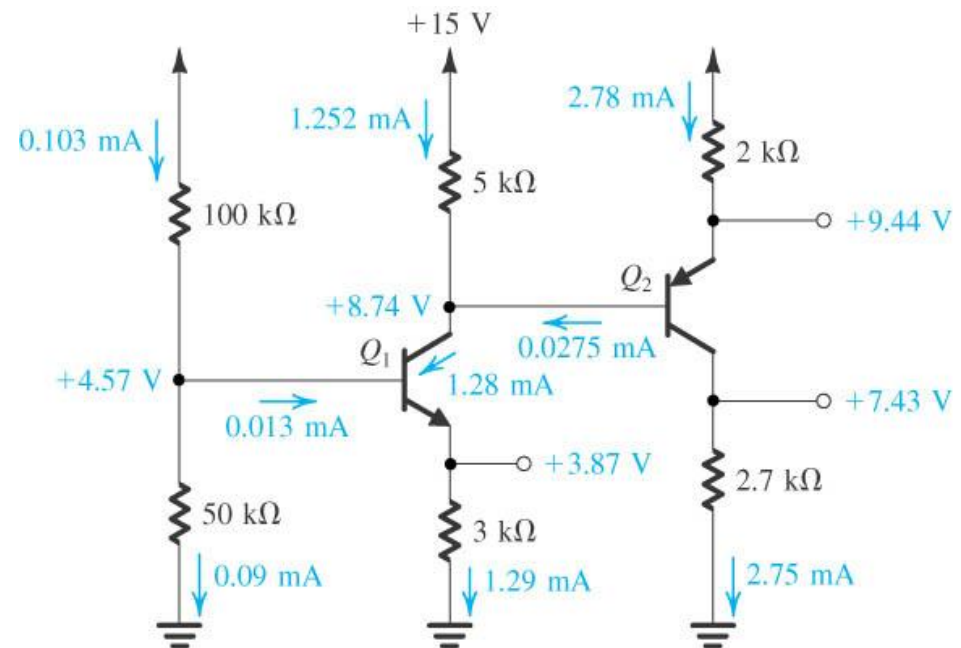 +15 V
0.103 mA
1.252 mA
2.78 mA
100 kΩ
5 kΩ
2 kΩ
+9.44 V
Q2
+8.74 V
0.0275 mA
Q1
1.28 mA
+4.57 V
0.013 mA
+7.43 V
+3.87 V
50 kΩ
3 kΩ
2.7 kΩ
0.09 mA
1.29 mA
2.75 mA